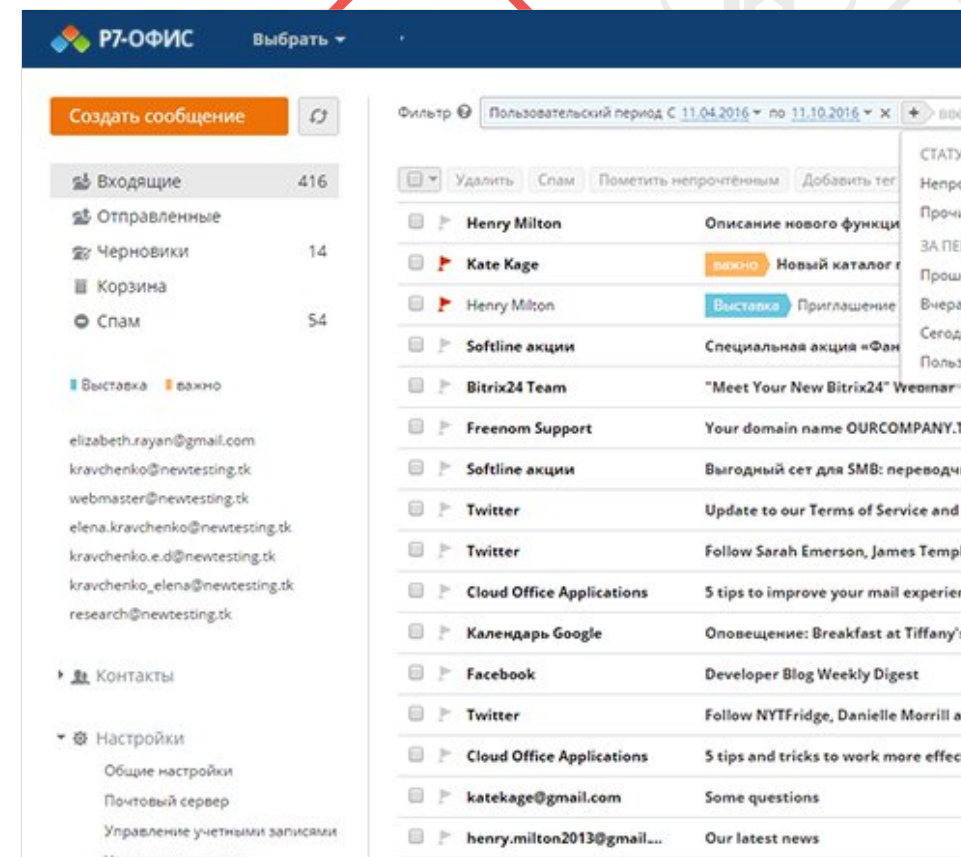 Р7-ОФИС Выбрать
Создать сообщение
Входящие 416
Отправленные
Черновики 14
Корзина
Спам 54
Выставка важно
elizabeth.rayan@gmail.com
kravchenko@newtesting.tk
webmaster@newtesting.tk
elena.kravchenko@newtesting.tk
kravchenko.e.d@newtesting.tk
kravchenko_elena@newtesting.tk
research@newtesting.tk
Контакты
Настройки
Общие настройки
Почтовый сервер
Управление учетными записями
Фильтр Пользовательский период С 11.04.2016 по 11.10.2016 x +
Удалить Спам Пометить непрочтённым Добавить тег
Henry Milton Описание нового функци
Kate Kage важно Новый каталог
Henry Milton Выставка Приглашение
Softline акции Специальная акция «Фан
Bitrix24 Team "Meet Your New Bitrix24" Webinar
Freenom Support Your domain name OURCOMPANY.T
Softline акции Выгодный сет для SMB: переводч
Twitter Update to our Terms of Service and
Twitter Follow Sarah Emerson, James Templ
Cloud Office Applications 5 tips to improve your mail experien
Календарь Google Оповещение: Breakfast at Tiffany's
Facebook Developer Blog Weekly Digest
Twitter Follow NYTFridge, Danielle Morrill a
Cloud Office Applications 5 tips and tricks to work more effec
katekage@gmail.com Some questions
henry.milton2013@gmail.... Our latest news
СТАТУ
Непро
Прочи
ЗА ПЕ
Прош
Вчера
Сегод
Польз